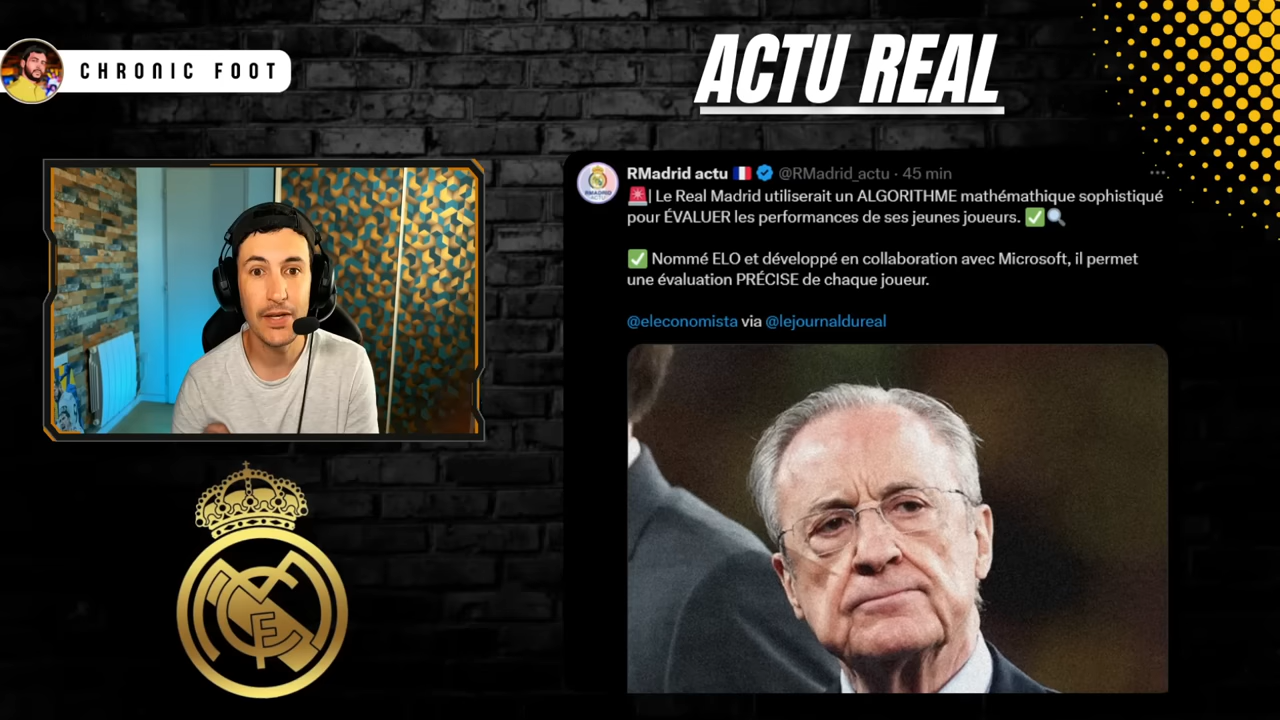 CHRONIC FOOT
ACTU REAL
RMadrid actu 🇫🇷 @RMadrid_actu · 45 min
🚨| Le Real Madrid utiliserait un ALGORITHME mathémathique sophistiqué
pour ÉVALUER les performances de ses jeunes joueurs. ✅🔍
✅ Nommé ELO et développé en collaboration avec Microsoft, il permet
une évaluation PRÉCISE de chaque joueur.
@eleconomista via @lejournaldureal